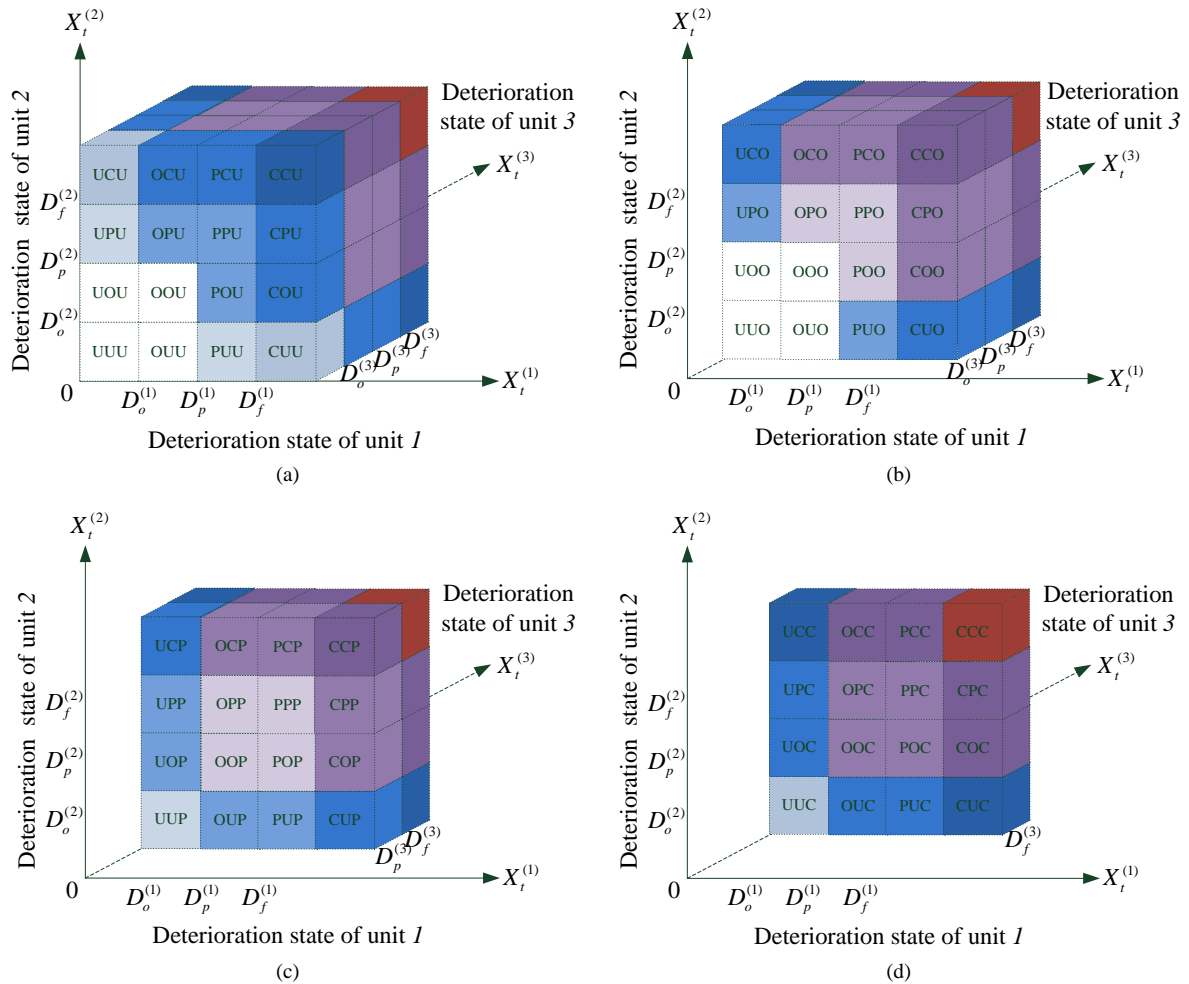 X_t^(2)
Deterioration state of unit 2
Deterioration
state of unit 3
X_t^(3)
UCU OCU PCU CCU
D_f^(2)
UPU OPU PPU CPU
D_p^(2)
UOU OOU POU COU
D_o^(2)
UUU OUU PUU CUU
D_o^(3) D_p^(3) D_f^(3)
0
X_t^(1)
D_o^(1) D_p^(1) D_f^(1)
Deterioration state of unit 1
(a)
X_t^(2)
Deterioration state of unit 2
Deterioration
state of unit 3
X_t^(3)
UCO OCO PCO CCO
D_f^(2)
UPO OPO PPO CPO
D_p^(2)
UOO OOO POO COO
D_o^(2)
UUO OUO PUO CUO
D_o^(3) D_p^(3) D_f^(3)
0
X_t^(1)
D_o^(1) D_p^(1) D_f^(1)
Deterioration state of unit 1
(b)
X_t^(2)
Deterioration state of unit 2
Deterioration
state of unit 3
X_t^(3)
UCP OCP PCP CCP
D_f^(2)
UPP OPP PPP CPP
D_p^(2)
UOP OOP POP COP
D_o^(2)
UUP OUP PUP CUP
D_p^(3) D_f^(3)
0
X_t^(1)
D_o^(1) D_p^(1) D_f^(1)
Deterioration state of unit 1
(c)
X_t^(2)
Deterioration state of unit 2
Deterioration
state of unit 3
X_t^(3)
UCC OCC PCC CCC
D_f^(2)
UPC OPC PPC CPC
D_p^(2)
UOC OOC POC COC
D_o^(2)
UUC OUC PUC CUC
D_f^(3)
0
X_t^(1)
D_o^(1) D_p^(1) D_f^(1)
Deterioration state of unit 1
(d)